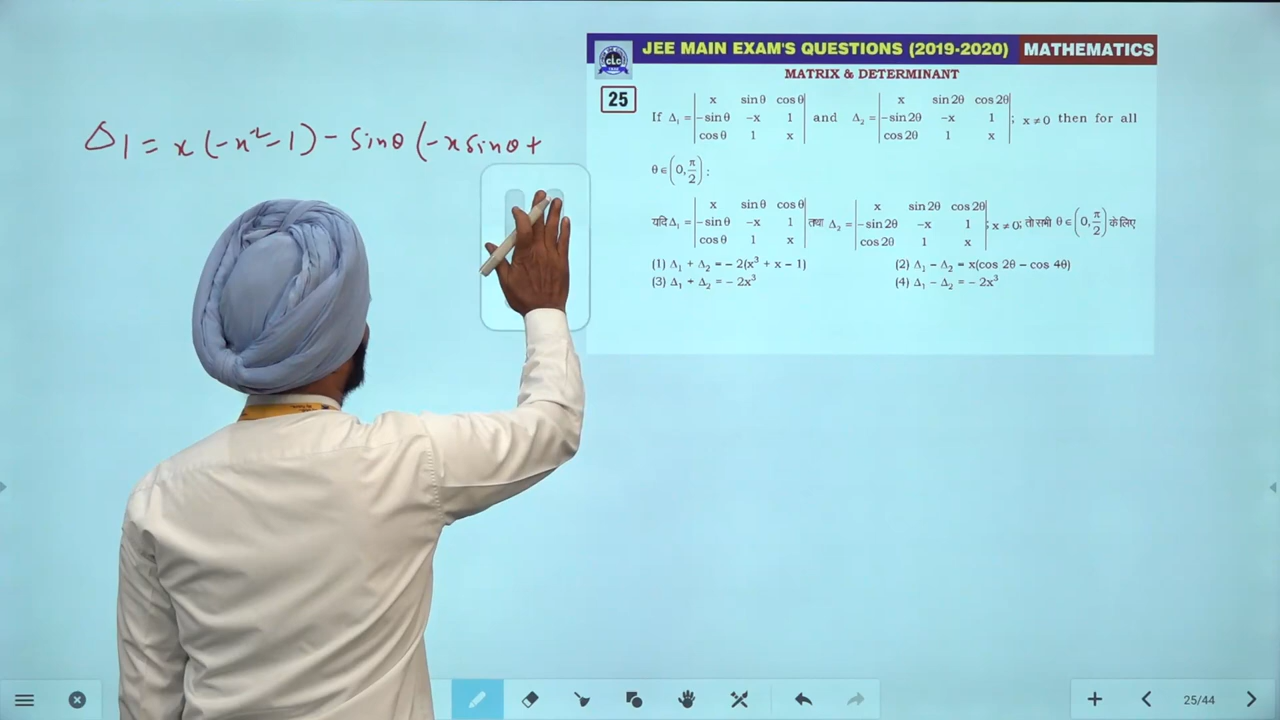 JEE MAIN EXAM'S QUESTIONS (2019-2020) MATHEMATICS
CLC
MATRIX & DETERMINANT
25
If Δ₁ = | x sinθ cosθ | and Δ₂ = | x sin2θ cos2θ | ; x ≠ 0 then for all
| -sinθ -x 1 | | -sin2θ -x 1 |
| cosθ 1 x | | cos2θ 1 x |
θ ∈ (0, π/2) :
यदि Δ₁ = | x sinθ cosθ | तथा Δ₂ = | x sin2θ cos2θ | ; x ≠ 0; तो सभी θ ∈ (0, π/2) के लिए
| -sinθ -x 1 | | -sin2θ -x 1 |
| cosθ 1 x | | cos2θ 1 x |
(1) Δ₁ + Δ₂ = – 2(x³ + x – 1) (2) Δ₁ – Δ₂ = x(cos 2θ – cos 4θ)
(3) Δ₁ + Δ₂ = – 2x³ (4) Δ₁ – Δ₂ = – 2x³
Δ₁ = x(-x²-1) - sinθ(-x sinθ +
25/44